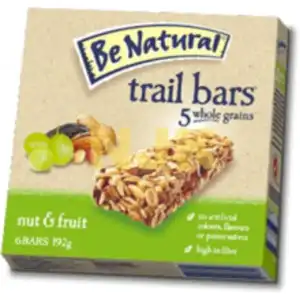 Be Natural
trail bars
5 whole grains
nut & fruit
6 BARS 192g
no artificial
colours, flavours
or preservatives
high in fibre